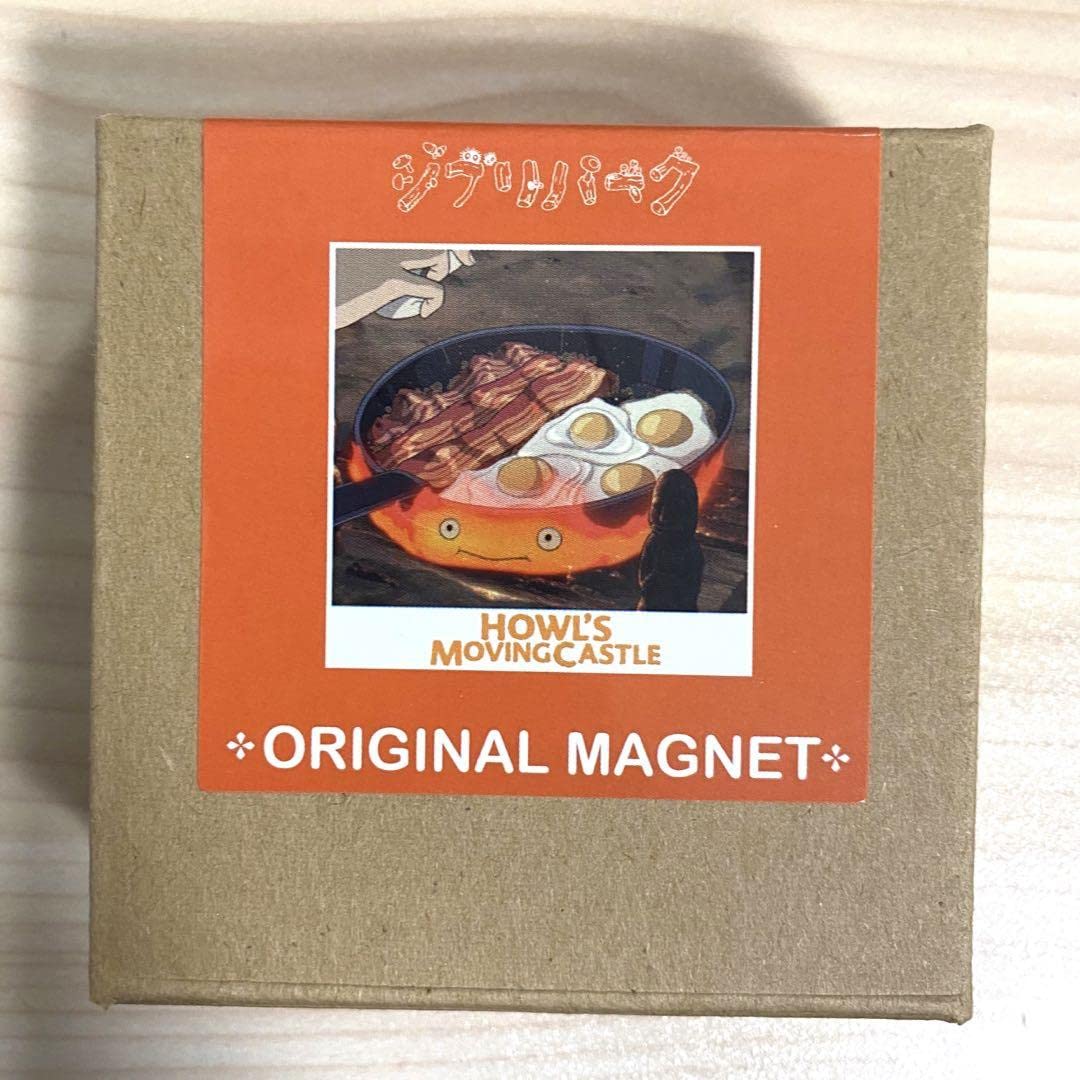 ジブリパーク
HOWL'S
MOVING CASTLE
ORIGINAL MAGNET